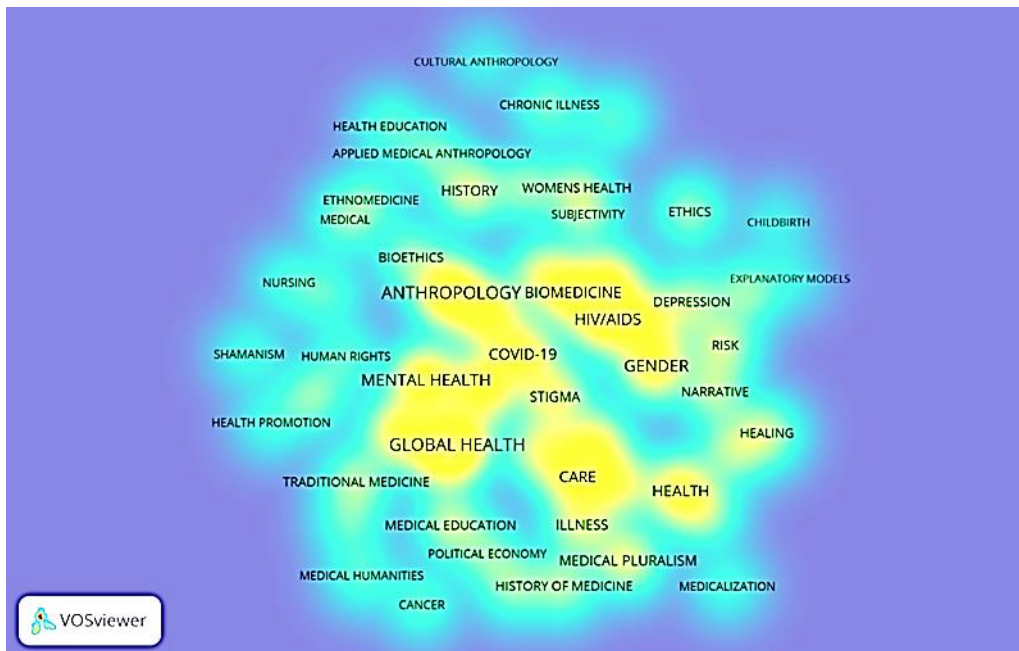 CULTURAL ANTHROPOLOGY
CHRONIC ILLNESS
HEALTH EDUCATION
APPLIED MEDICAL ANTHROPOLOGY
HISTORY
WOMENS HEALTH
ETHNOMEDICINE
SUBJECTIVITY
ETHICS
MEDICAL
CHILDBIRTH
BIOETHICS
NURSING
EXPLANATORY MODELS
ANTHROPOLOGY
BIOMEDICINE
DEPRESSION
HIV/AIDS
RISK
COVID-19
SHAMANISM
HUMAN RIGHTS
GENDER
MENTAL HEALTH
STIGMA
NARRATIVE
HEALTH PROMOTION
HEALING
GLOBAL HEALTH
TRADITIONAL MEDICINE
CARE
HEALTH
MEDICAL EDUCATION
ILLNESS
POLITICAL ECONOMY
MEDICAL PLURALISM
MEDICAL HUMANITIES
HISTORY OF MEDICINE
MEDICALIZATION
CANCER
VOSviewer